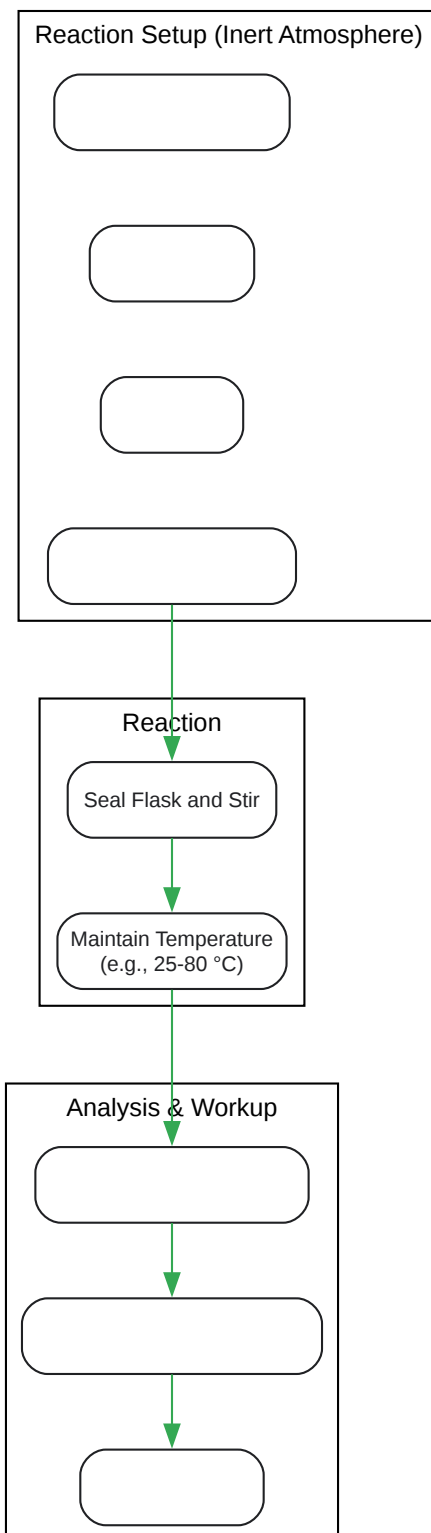 Reaction Setup (Inert Atmosphere)
Reaction
Seal Flask and Stir
Maintain Temperature
(e.g., 25-80 °C)
Analysis & Workup